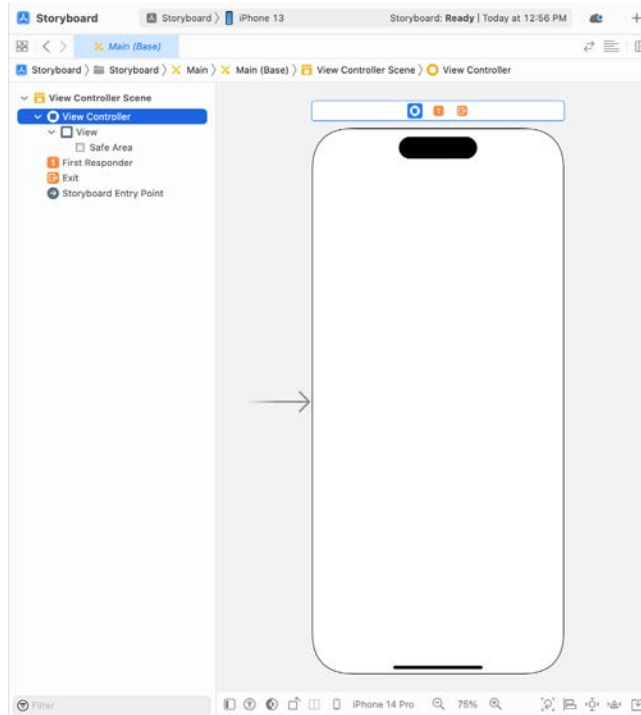 Storyboard Storyboard 〉 iPhone 13 Storyboard: Ready | Today at 12:56 PM
Main (Base)
Storyboard 〉 Storyboard 〉 Main 〉 Main (Base) 〉 View Controller Scene 〉 View Controller
View Controller Scene
View Controller
View
Safe Area
1 First Responder
Exit
Storyboard Entry Point
1
Filter iPhone 14 Pro 75%